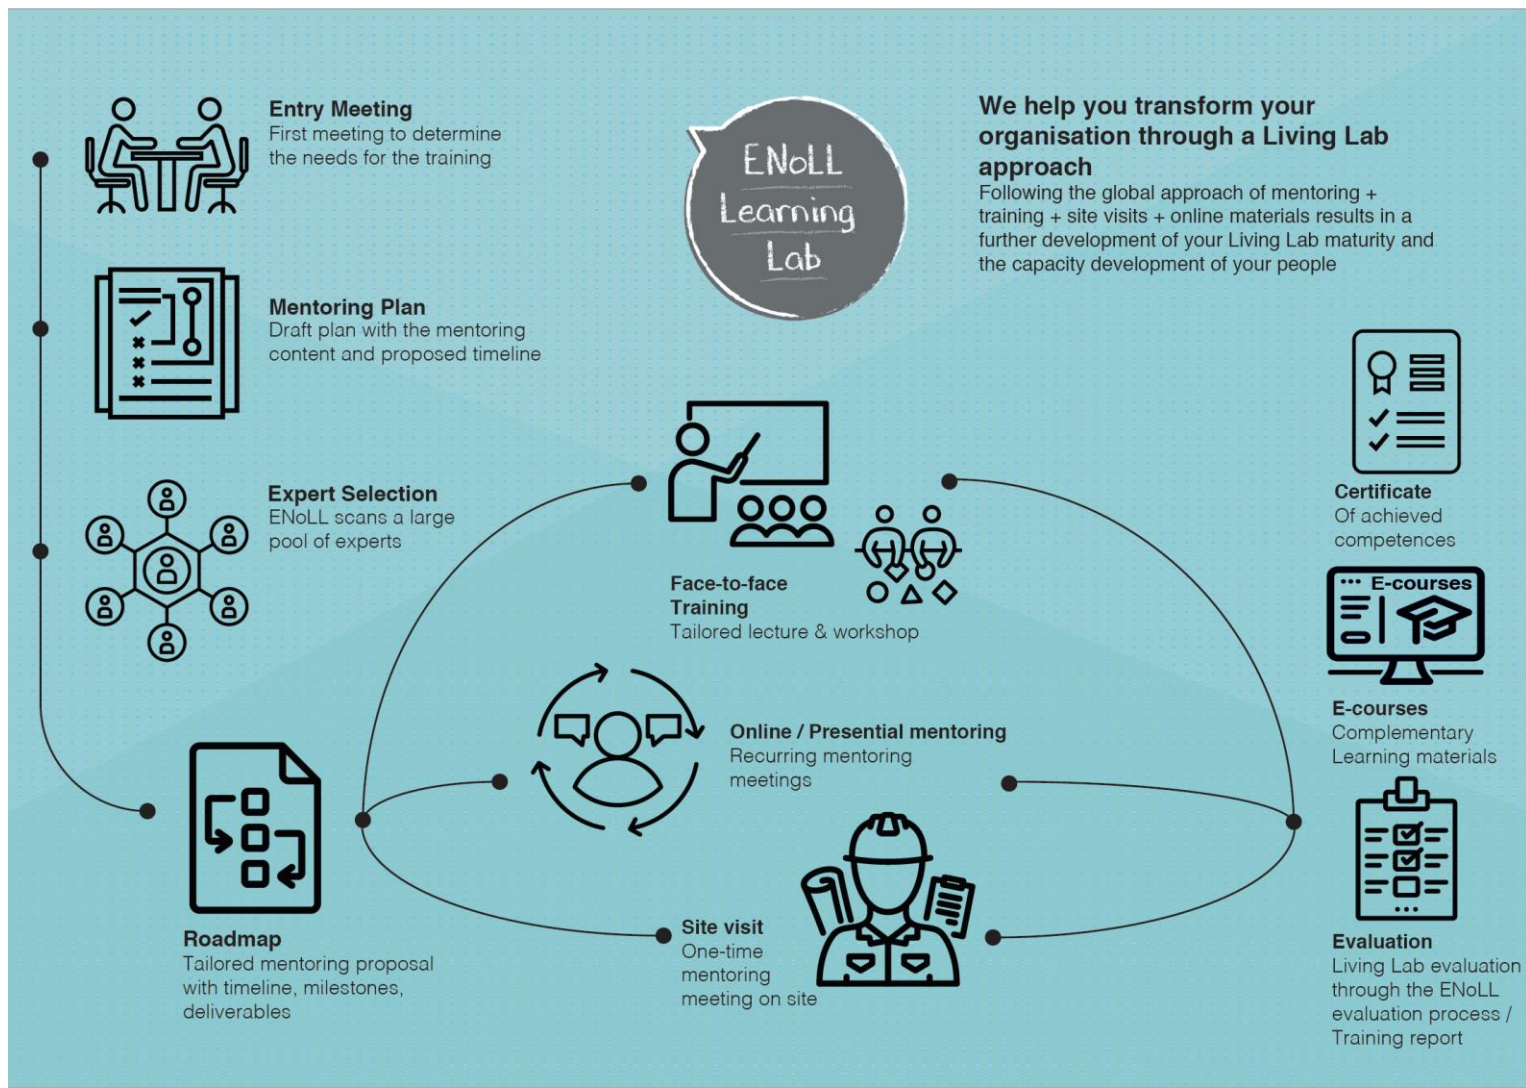 Entry Meeting
First meeting to determine
the needs for the training
Mentoring Plan
Draft plan with the mentoring
content and proposed timeline
Expert Selection
ENoLL scans a large
pool of experts
Roadmap
Tailored mentoring proposal
with timeline, milestones,
deliverables
ENoLL
Learning
Lab
We help you transform your
organisation through a Living Lab
approach
Following the global approach of mentoring +
training + site visits + online materials results in a
further development of your Living Lab maturity and
the capacity development of your people
Face-to-face
Training
Tailored lecture & workshop
Online / Presential mentoring
Recurring mentoring
meetings
Site visit
One-time
mentoring
meeting on site
Certificate
Of achieved
competences
E-courses
E-courses
Complementary
Learning materials
Evaluation
Living Lab evaluation
through the ENoLL
evaluation process /
Training report